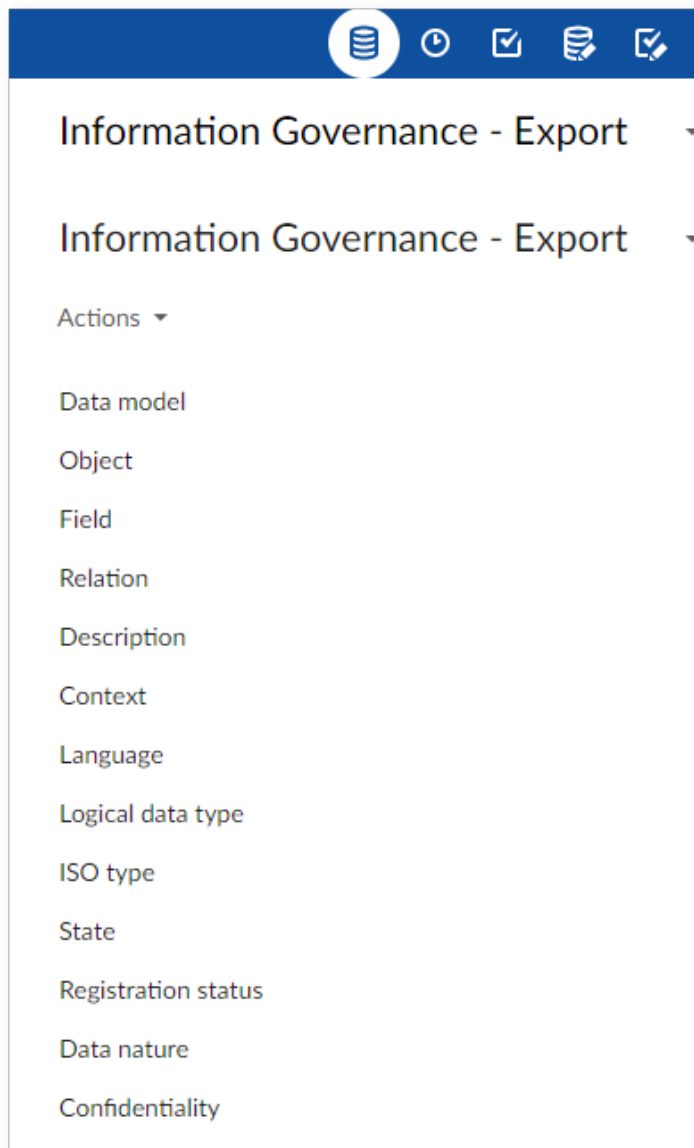 Information Governance - Export
Information Governance - Export
Actions
Data model
Object
Field
Relation
Description
Context
Language
Logical data type
ISO type
State
Registration status
Data nature
Confidentiality